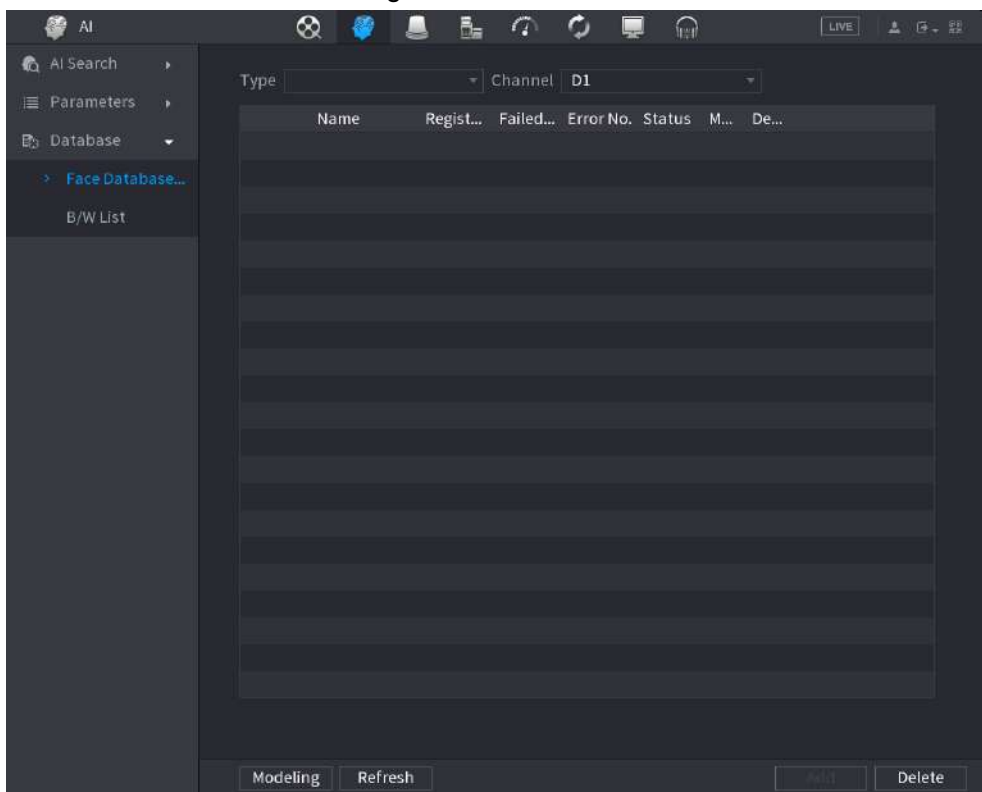 AI
LIVE
AI Search
Parameters
Database
Face Database...
B/W List
Type
Channel D1
Name Regist... Failed... Error No. Status M... De...
Modeling Refresh Add Delete